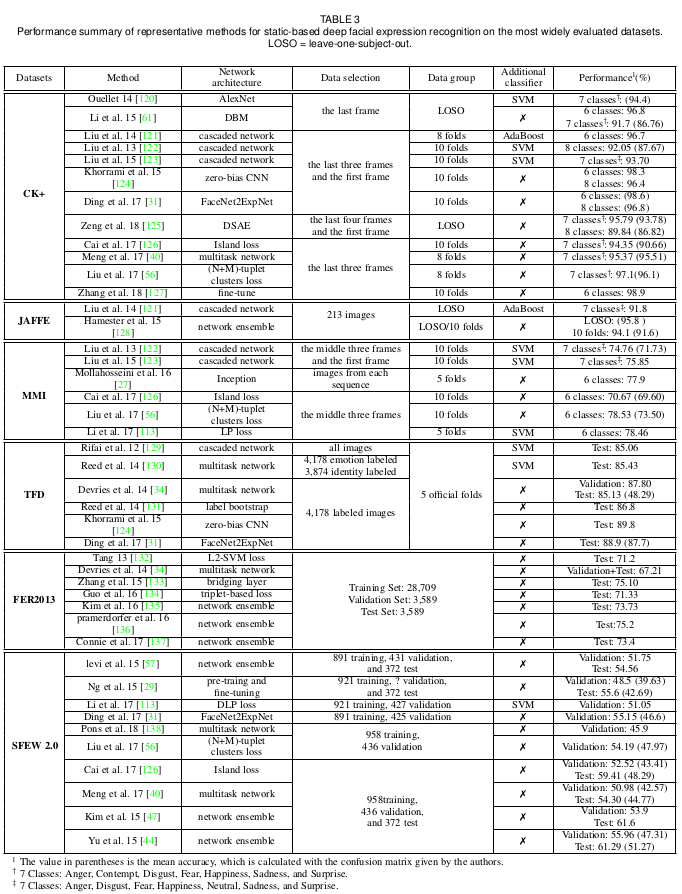 TABLE 3
Performance summary of representative methods for static-based deep facial expression recognition on the most widely evaluated datasets.
LOSO = leave-one-subject-out.
Datasets Method Network architecture Data selection Data group Additional classifier Performance¹(%)
CK+
Ouellet 14 [120] AlexNet the last frame LOSO SVM 7 classes†: (94.4)
Li et al. 15 [61] DBM ✗ 6 classes: 96.8
7 classes†: 91.7 (86.76)
Liu et al. 14 [121] cascaded network the last three frames and the first frame 8 folds AdaBoost 6 classes: 96.7
Liu et al. 13 [122] cascaded network 10 folds SVM 8 classes: 92.05 (87.67)
Liu et al. 15 [123] cascaded network 10 folds SVM 7 classes‡: 93.70
Khorrami et al. 15 [124] zero-bias CNN 10 folds ✗ 6 classes: 98.3
8 classes: 96.4
Ding et al. 17 [31] FaceNet2ExpNet 10 folds ✗ 6 classes: (98.6)
8 classes: (96.8)
Zeng et al. 18 [125] DSAE the last four frames and the first frame LOSO ✗ 7 classes†: 95.79 (93.78)
8 classes: 89.84 (86.82)
Cai et al. 17 [126] Island loss the last three frames 10 folds ✗ 7 classes†: 94.35 (90.66)
Meng et al. 17 [40] multitask network 8 folds ✗ 7 classes†: 95.37 (95.51)
Liu et al. 17 [56] (N+M)-tuplet clusters loss 8 folds ✗ 7 classes†: 97.1(96.1)
Zhang et al. 18 [127] fine-tune 10 folds ✗ 6 classes: 98.9
JAFFE
Liu et al. 14 [121] cascaded network 213 images LOSO AdaBoost 7 classes‡: 91.8
Hamester et al. 15 [128] network ensemble LOSO/10 folds ✗ LOSO: (95.8 )
10 folds: 94.1 (91.6)
MMI
Liu et al. 13 [122] cascaded network the middle three frames and the first frame 10 folds SVM 7 classes‡: 74.76 (71.73)
Liu et al. 15 [123] cascaded network 10 folds SVM 7 classes‡: 75.85
Mollahosseini et al. 16 [27] Inception images from each sequence 5 folds ✗ 6 classes: 77.9
Cai et al. 17 [126] Island loss the middle three frames 10 folds ✗ 6 classes: 70.67 (69.60)
Liu et al. 17 [56] (N+M)-tuplet clusters loss 10 folds ✗ 6 classes: 78.53 (73.50)
Li et al. 17 [113] LP loss 5 folds SVM 6 classes: 78.46
TFD
Rifai et al. 12 [129] cascaded network all images 5 official folds SVM Test: 85.06
Reed et al. 14 [130] multitask network 4,178 emotion labeled
3,874 identity labeled SVM Test: 85.43
Devries et al. 14 [34] multitask network 4,178 labeled images ✗ Validation: 87.80
Test: 85.13 (48.29)
Reed et al. 14 [131] label bootstrap ✗ Test: 86.8
Khorrami et al. 15 [124] zero-bias CNN ✗ Test: 89.8
Ding et al. 17 [31] FaceNet2ExpNet ✗ Test: 88.9 (87.7)
FER2013
Tang 13 [132] L2-SVM loss Training Set: 28,709
Validation Set: 3,589
Test Set: 3,589 ✗ Test: 71.2
Devries et al. 14 [34] multitask network ✗ Validation+Test: 67.21
Zhang et al. 15 [133] bridging layer ✗ Test: 75.10
Guo et al. 16 [134] triplet-based loss ✗ Test: 71.33
Kim et al. 16 [135] network ensemble ✗ Test: 73.73
pramerdorfer et al. 16 [136] network ensemble ✗ Test:75.2
Connie et al. 17 [137] network ensemble ✗ Test: 73.4
SFEW 2.0
levi et al. 15 [57] network ensemble 891 training, 431 validation, and 372 test ✗ Validation: 51.75
Test: 54.56
Ng et al. 15 [29] pre-traing and fine-tuning 921 training, ? validation, and 372 test ✗ Validation: 48.5 (39.63)
Test: 55.6 (42.69)
Li et al. 17 [113] DLP loss 921 training, 427 validation SVM Validation: 51.05
Ding et al. 17 [31] FaceNet2ExpNet 891 training, 425 validation ✗ Validation: 55.15 (46.6)
Pons et al. 18 [138] network ensemble 958 training, 436 validation ✗ Validation: 45.9
Liu et al. 17 [56] (N+M)-tuplet clusters loss ✗ Validation: 54.19 (47.97)
Cai et al. 17 [126] Island loss 958training, 436 validation, and 372 test ✗ Validation: 52.52 (43.41)
Test: 59.41 (48.29)
Meng et al. 17 [40] multitask network ✗ Validation: 50.98 (42.57)
Test: 54.30 (44.77)
Kim et al. 15 [47] network ensemble ✗ Validation: 53.9
Test: 61.6
Yu et al. 15 [44] network ensemble ✗ Validation: 55.96 (47.31)
Test: 61.29 (51.27)
¹ The value in parentheses is the mean accuracy, which is calculated with the confusion matrix given by the authors.
† 7 Classes: Anger, Contempt, Disgust, Fear, Happiness, Sadness, and Surprise.
‡ 7 Classes: Anger, Disgust, Fear, Happiness, Neutral, Sadness, and Surprise.